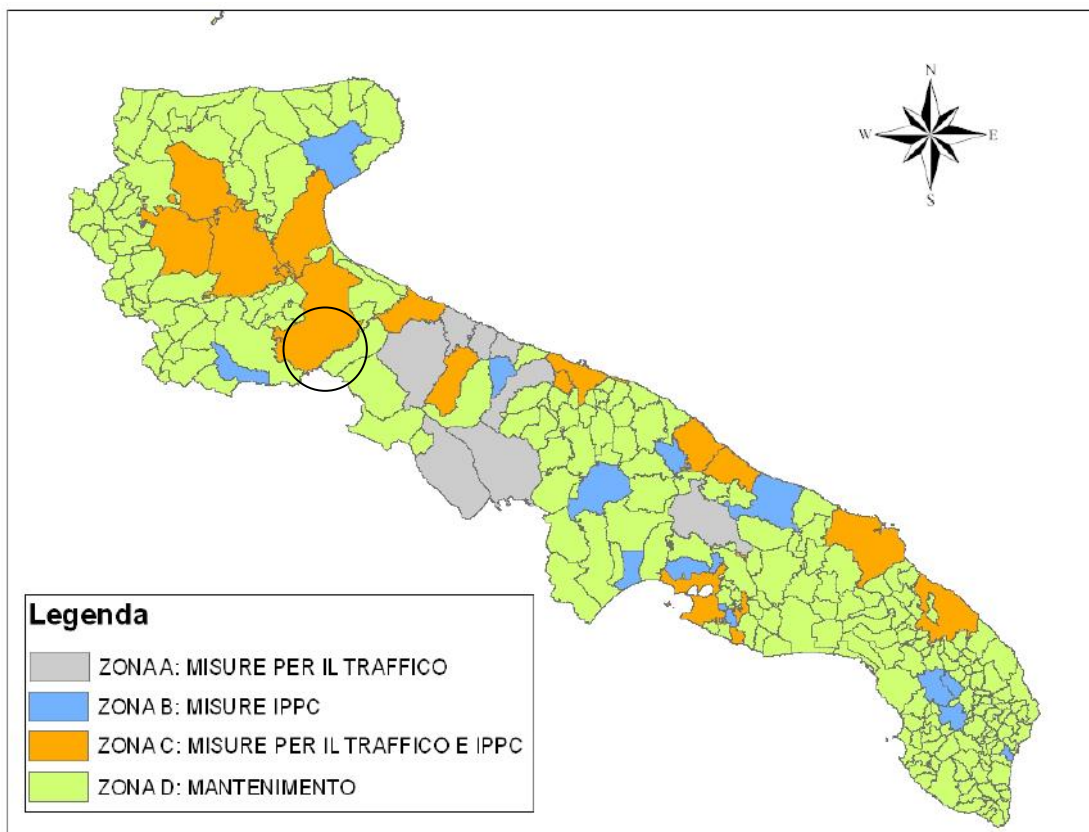 N
W E
S
Legenda
ZONA A: MISURE PER IL TRAFFICO
ZONA B: MISURE IPPC
ZONA C: MISURE PER IL TRAFFICO E IPPC
ZONA D: MANTENIMENTO